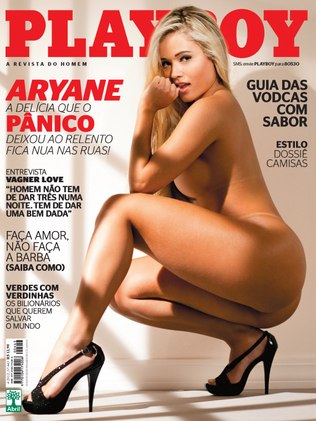 PLAYBOY
A REVISTA DO HOMEM
SMS: envie PLAYBOY para 80530
ARYANE
A DELÍCIA QUE O
PÂNICO
DEIXOU AO RELENTO
FICA NUA NAS RUAS!
ENTREVISTA
VAGNER LOVE
"HOMEM NÃO TEM
DE DAR TRÊS NUMA
NOITE. TEM DE DAR
UMA BEM DADA"
FAÇA AMOR,
NÃO FAÇA
A BARBA
(SAIBA COMO)
VERDES COM
VERDINHAS
OS BILIONÁRIOS
QUE QUEREM
SALVAR
O MUNDO
Abril
GUIA DAS
VODCAS
COM
SABOR
ESTILO
DOSSIÊ
CAMISAS